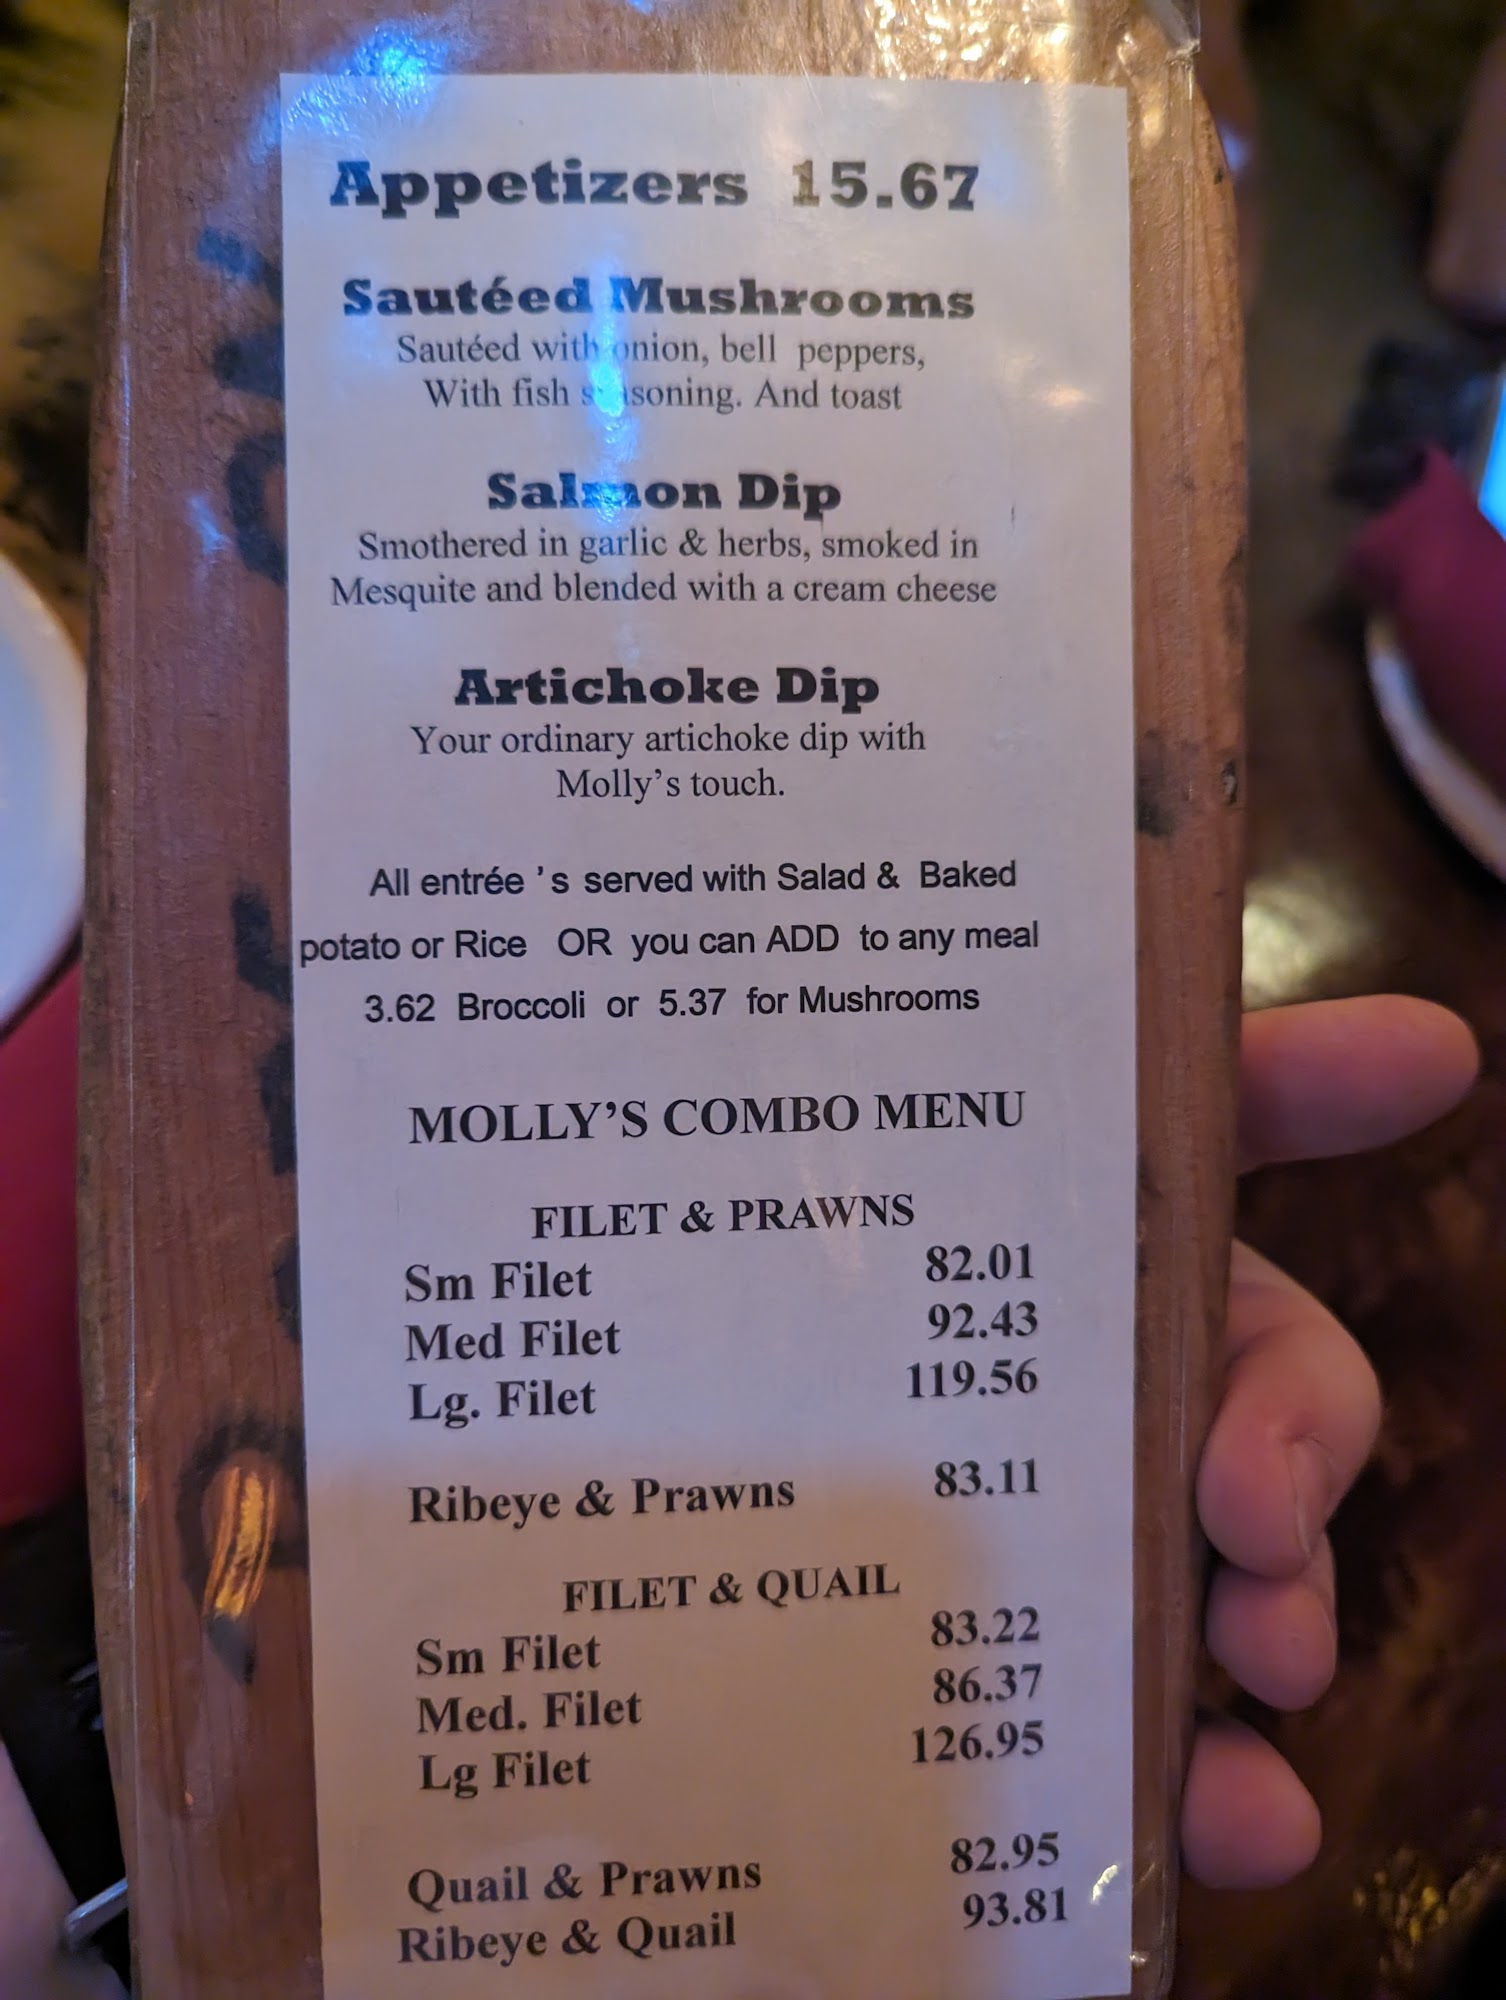 Appetizers 15.67
Sautéed Mushrooms
Sautéed with onion, bell peppers,
With fish seasoning. And toast
Salmon Dip
Smothered in garlic & herbs, smoked in
Mesquite and blended with a cream cheese
Artichoke Dip
Your ordinary artichoke dip with
Molly's touch.
All entrée 's served with Salad & Baked
potato or Rice OR you can ADD to any meal
3.62 Broccoli or 5.37 for Mushrooms
MOLLY'S COMBO MENU
FILET & PRAWNS
Sm Filet 82.01
Med Filet 92.43
Lg. Filet 119.56
Ribeye & Prawns 83.11
FILET & QUAIL
Sm Filet 83.22
Med. Filet 86.37
Lg Filet 126.95
Quail & Prawns 82.95
Ribeye & Quail 93.81